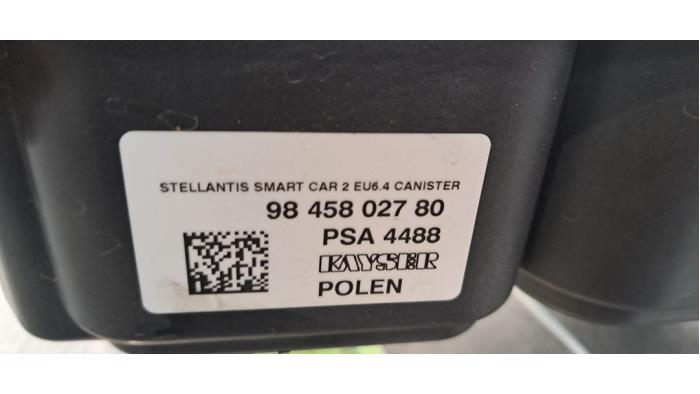 STELLANTIS SMART CAR 2 EU6.4 CANISTER
98 458 027 80
PSA 4488
KAYSER
POLEN